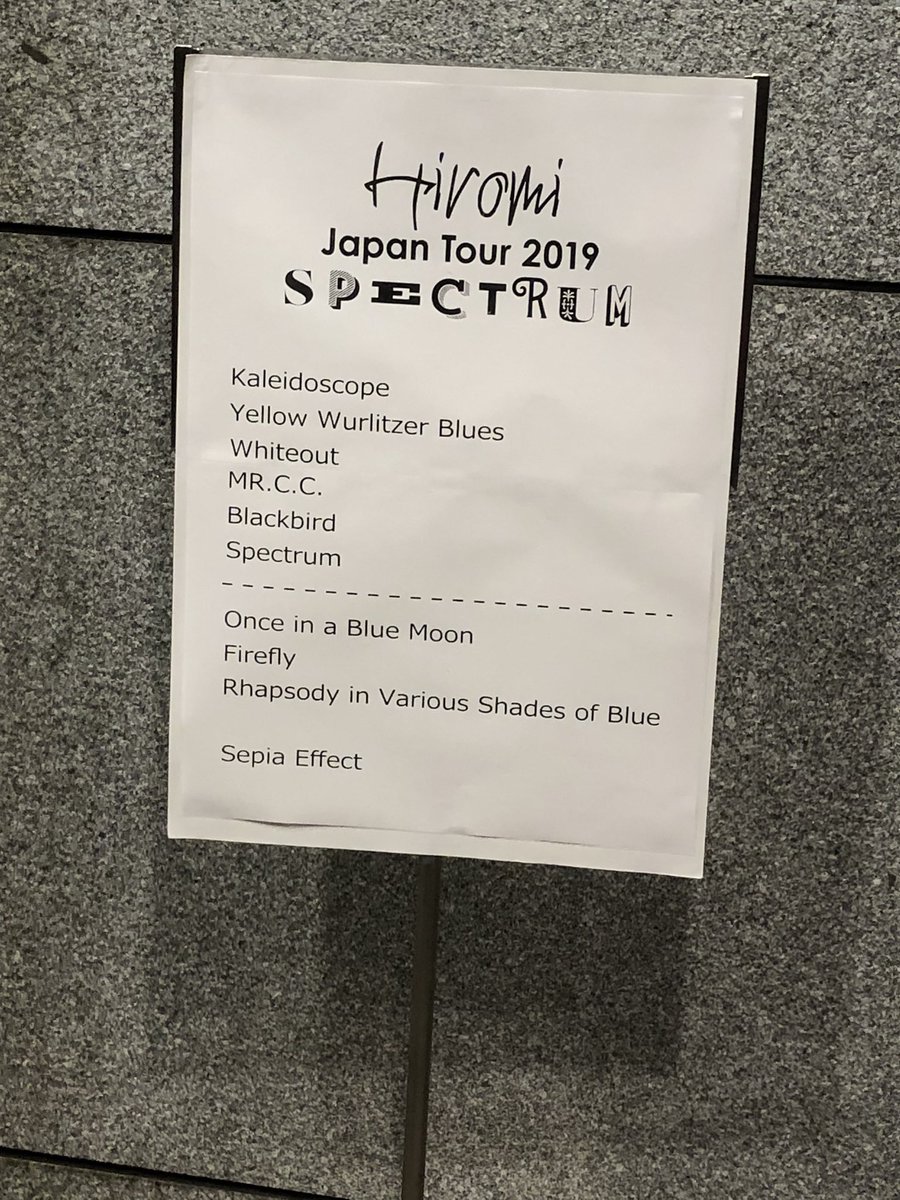 Hiromi
Japan Tour 2019
SPECTRUM
Kaleidoscope
Yellow Wurlitzer Blues
Whiteout
MR.C.C.
Blackbird
Spectrum
Once in a Blue Moon
Firefly
Rhapsody in Various Shades of Blue
Sepia Effect